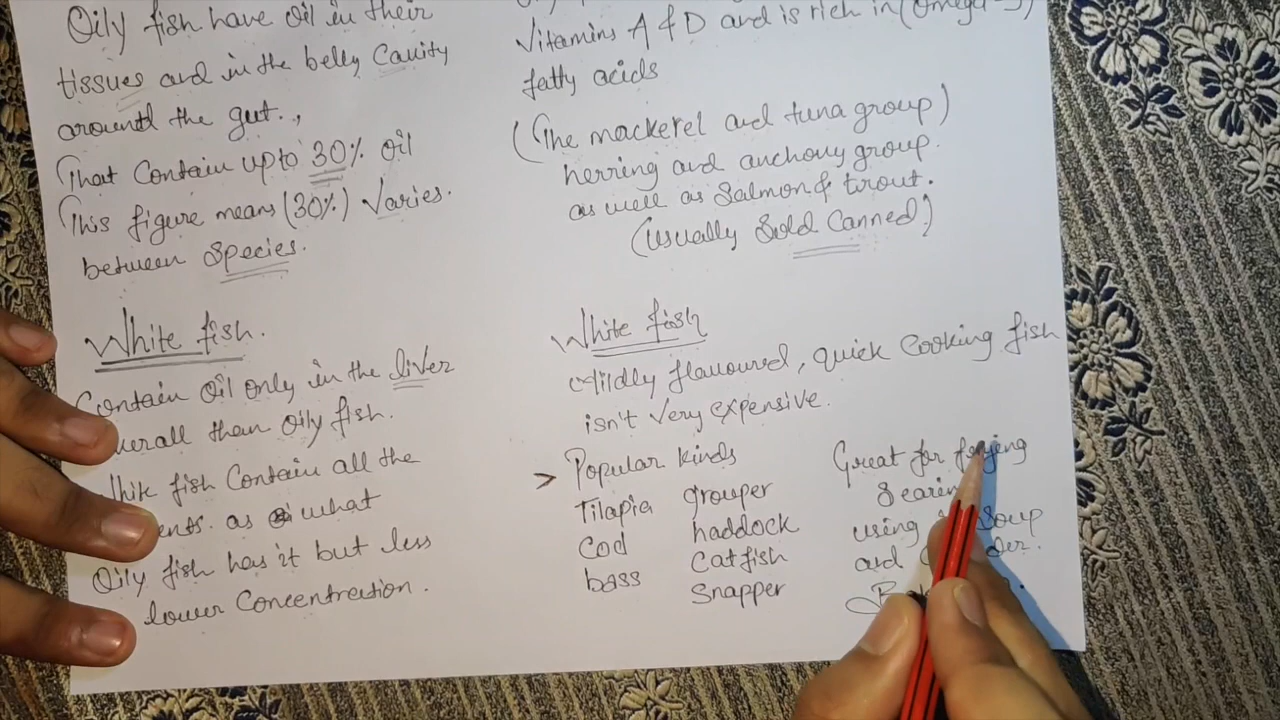 Oily fish have oil in their
tissues and in the belly Cavity
around the gut.,
That Contain upto 30% oil
This figure means (30%) Varies.
between Species.
Vitamins A & D and is rich in (Omega-3)
fatty acids
(The mackerel and tuna group)
herring and anchovy group.
as well as Salmon & trout.
(Usually Sold Canned)
White fish.
Contain Oil only in the liver
overall than Oily fish.
White fish Contain all the
as what
Oily fish has it but less
lower Concentration.
White fish
Mildly flavoured, quick Cooking fish
isn't Very expensive.
> Popular kinds
Tilapia grouper
Cod haddock
bass Catfish
Snapper
Great for
using Soup
and